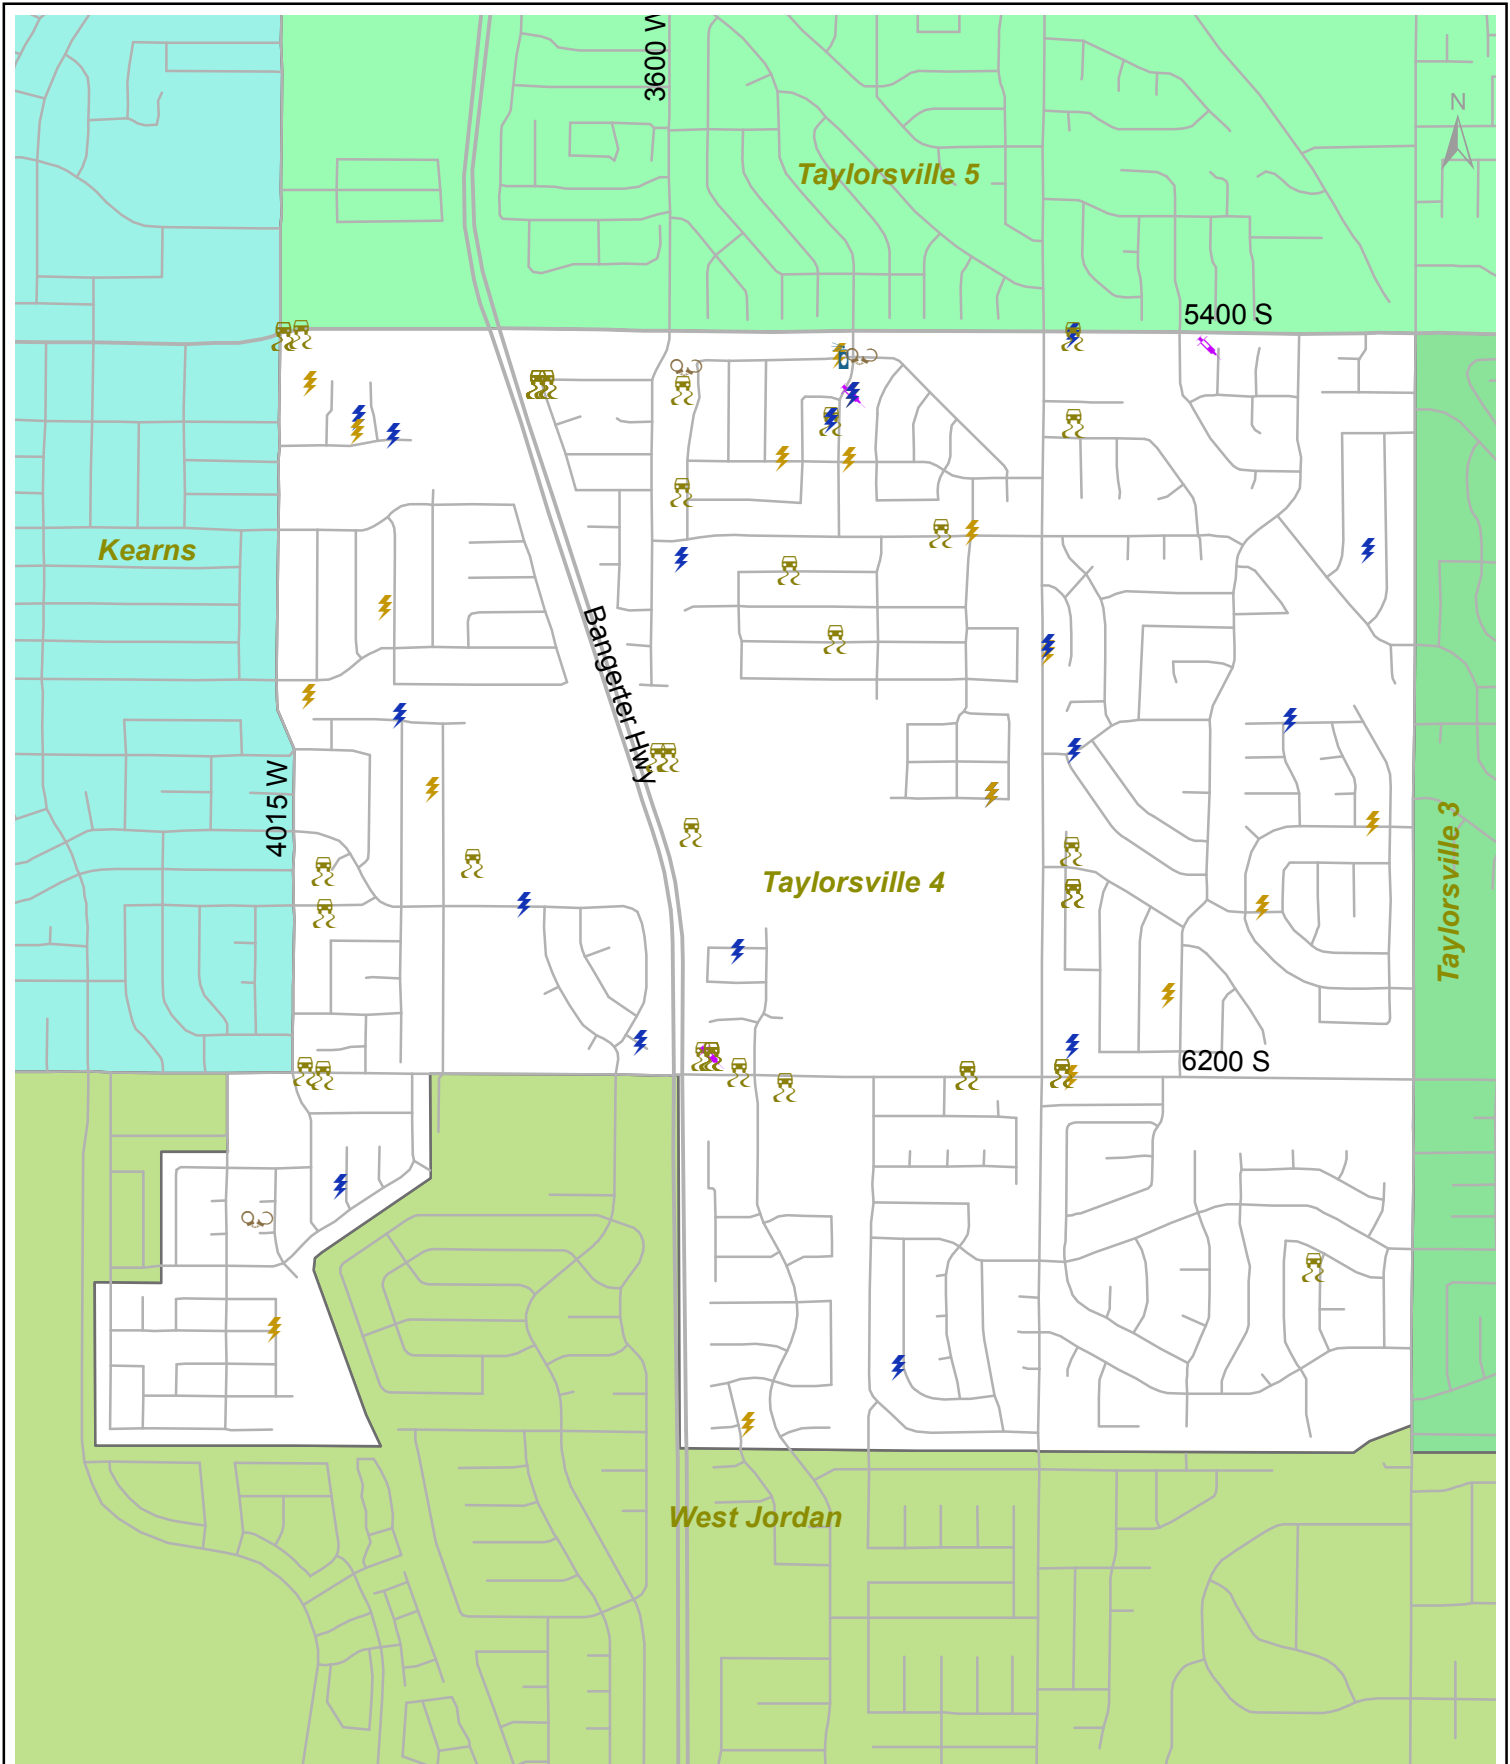 3600 W
N
Taylorsville 5
5400 S
Kearns
Bangerter Hwy
4015 W
Taylorsville 4
Taylorsville 3
6200 S
West Jordan